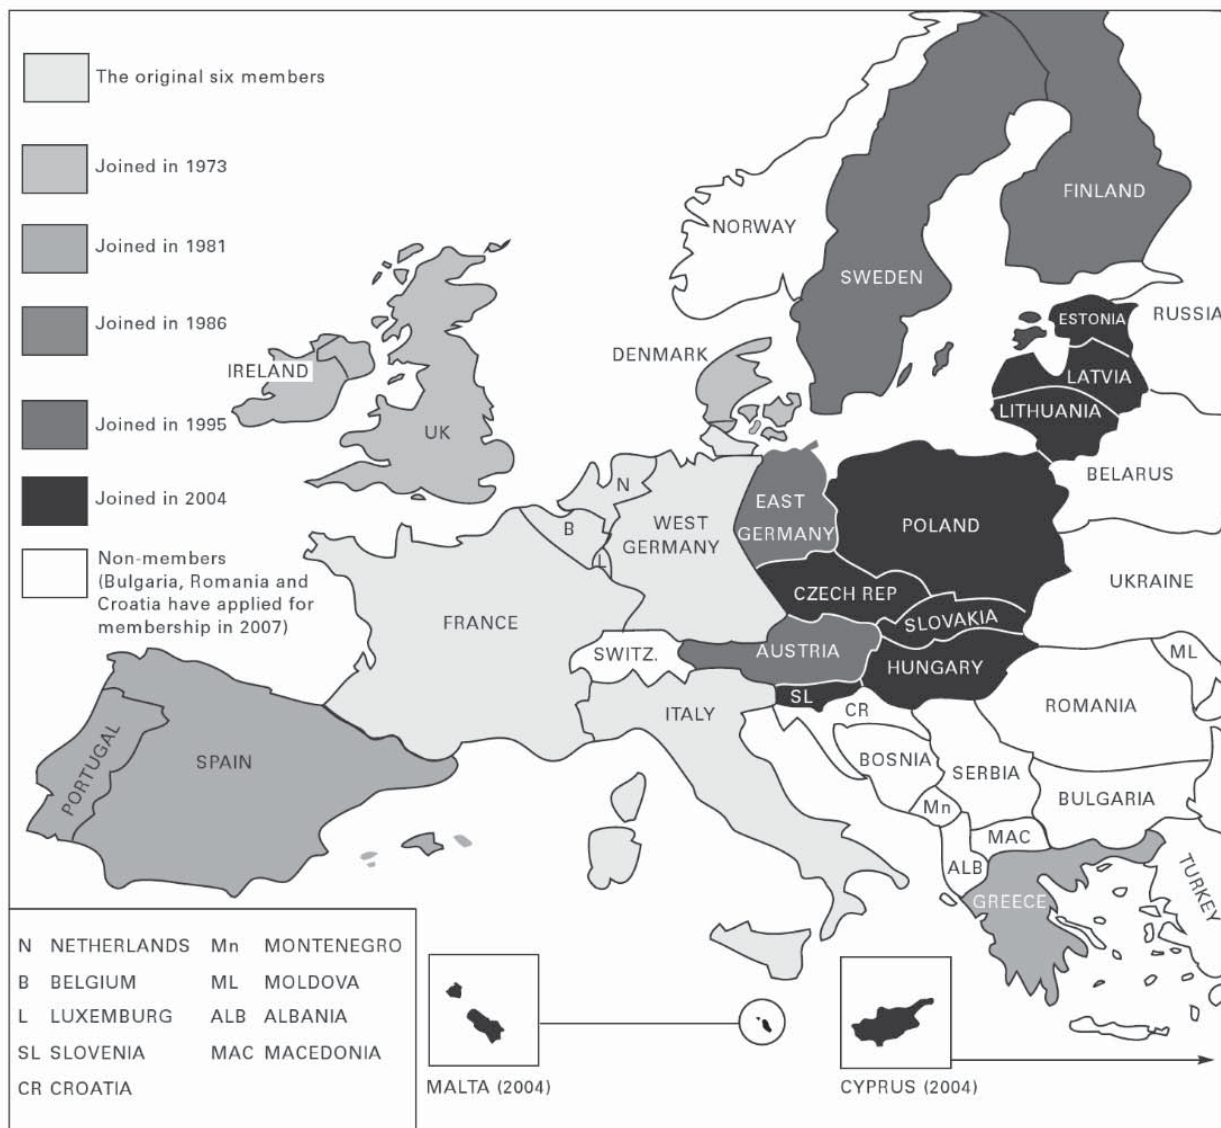 The original six members
Joined in 1973
Joined in 1981
Joined in 1986
Joined in 1995
Joined in 2004
Non-members
(Bulgaria, Romania and
Croatia have applied for
membership in 2007)
NORWAY
SWEDEN
FINLAND
RUSSIA
ESTONIA
LATVIA
LITHUANIA
BELARUS
DENMARK
IRELAND
UK
N
B
L
WEST
GERMANY
EAST
GERMANY
POLAND
CZECH REP
SLOVAKIA
UKRAINE
FRANCE
SWITZ.
AUSTRIA
HUNGARY
ML
SL
CR
ITALY
ROMANIA
PORTUGAL
SPAIN
BOSNIA
SERBIA
Mn
BULGARIA
MAC
ALB
GREECE
TURKEY
N NETHERLANDS Mn MONTENEGRO
B BELGIUM ML MOLDOVA
L LUXEMBURG ALB ALBANIA
SL SLOVENIA MAC MACEDONIA
CR CROATIA
MALTA (2004)
CYPRUS (2004)